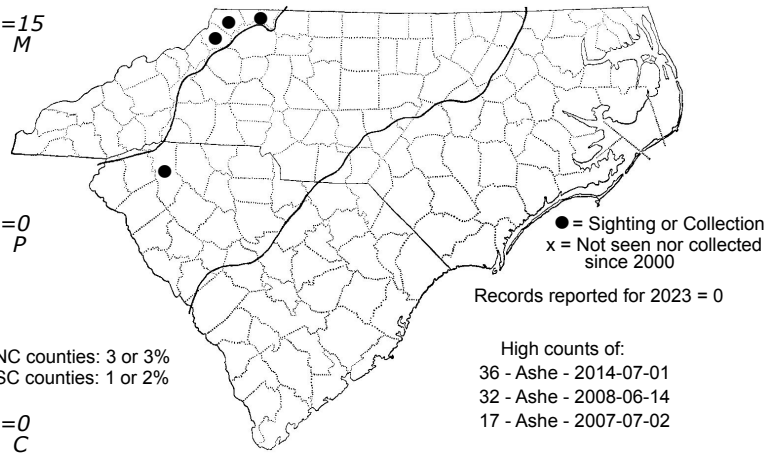 =15
M
=0
P
● = Sighting or Collection
x = Not seen nor collected
since 2000
Records reported for 2023 = 0
NC counties: 3 or 3%
SC counties: 1 or 2%
High counts of:
36 - Ashe - 2014-07-01
32 - Ashe - 2008-06-14
17 - Ashe - 2007-07-02
=0
C